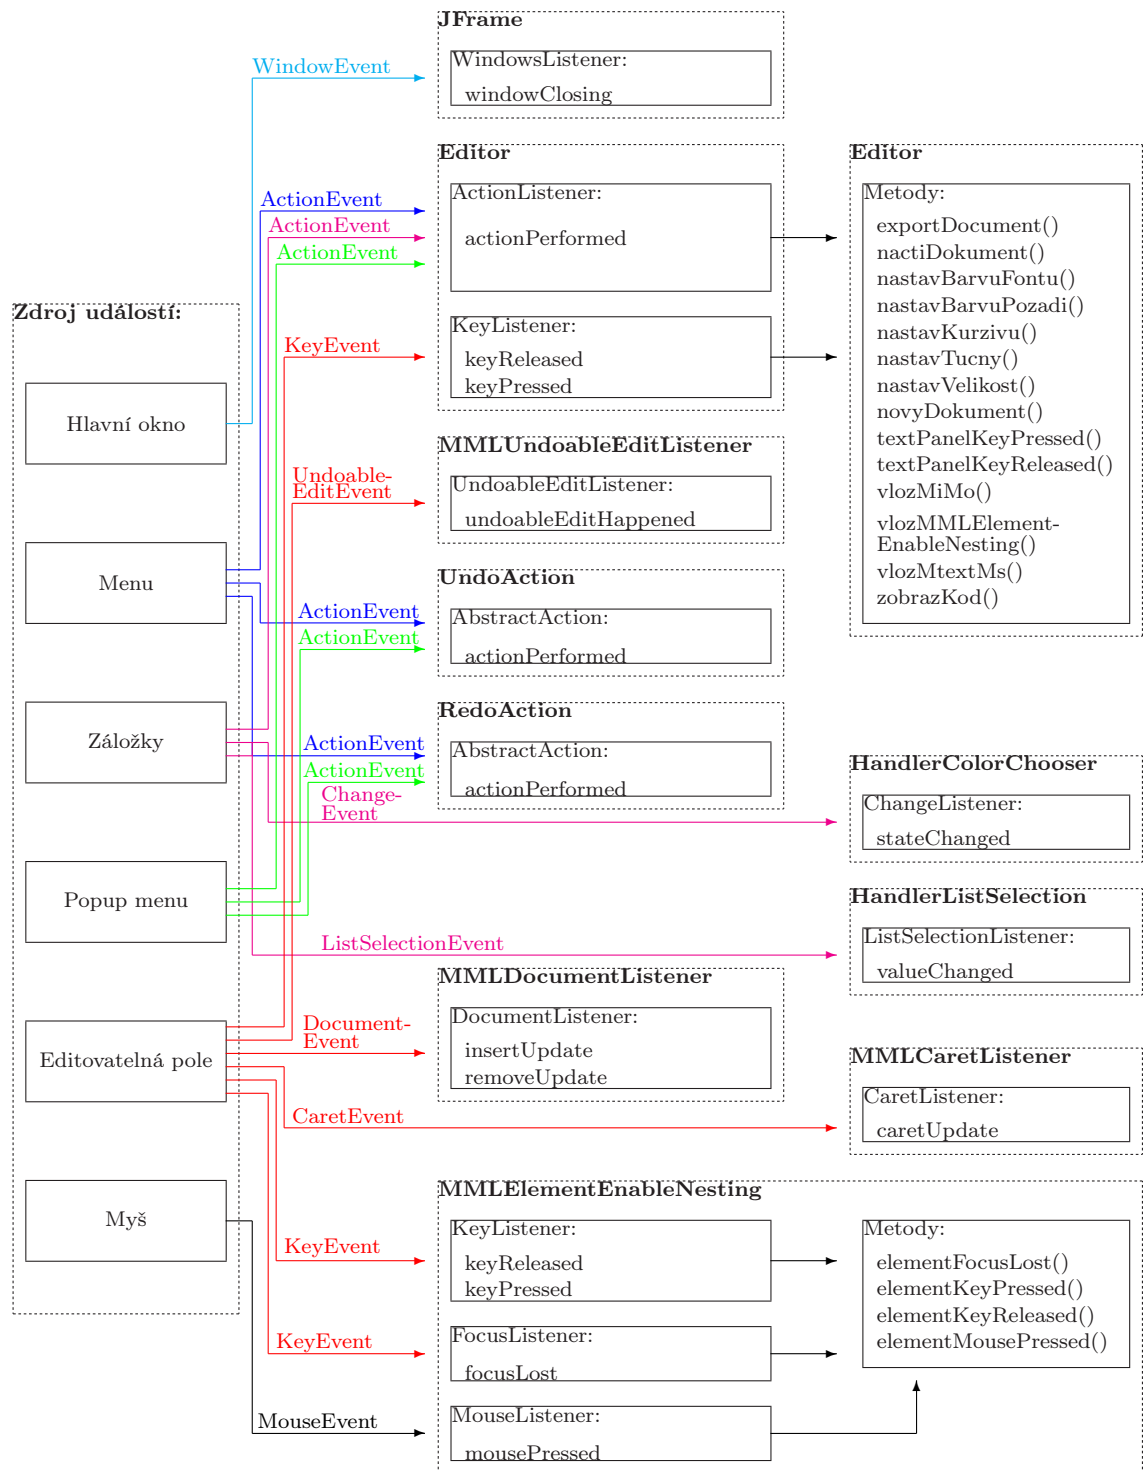 JFrame
WindowsListener:
windowClosing
WindowEvent
Editor
ActionListener:
actionPerformed
ActionEvent
ActionEvent
ActionEvent
KeyListener:
keyReleased
keyPressed
KeyEvent
Editor
Metody:
exportDocument()
nactiDokument()
nastavBarvuFontu()
nastavBarvuPozadi()
nastavKurzivu()
nastavTucny()
nastavVelikost()
novyDokument()
textPanelKeyPressed()
textPanelKeyReleased()
vlozMiMo()
vlozMMLElement-
EnableNesting()
vlozMtextMs()
zobrazKod()
Zdroj událostí:
Hlavní okno
Menu
Záložky
Popup menu
Editovatelná pole
Myš
MMLUndoableEditListener
UndoableEditListener:
undoableEditHappened
Undoable-
EditEvent
UndoAction
AbstractAction:
actionPerformed
ActionEvent
ActionEvent
RedoAction
AbstractAction:
actionPerformed
ActionEvent
ActionEvent
Change-
Event
HandlerColorChooser
ChangeListener:
stateChanged
HandlerListSelection
ListSelectionListener:
valueChanged
ListSelectionEvent
MMLDocumentListener
DocumentListener:
insertUpdate
removeUpdate
Document-
Event
MMLCaretListener
CaretListener:
caretUpdate
CaretEvent
MMLElementEnableNesting
KeyListener:
keyReleased
keyPressed
KeyEvent
FocusListener:
focusLost
KeyEvent
MouseListener:
mousePressed
MouseEvent
Metody:
elementFocusLost()
elementKeyPressed()
elementKeyReleased()
elementMousePressed()